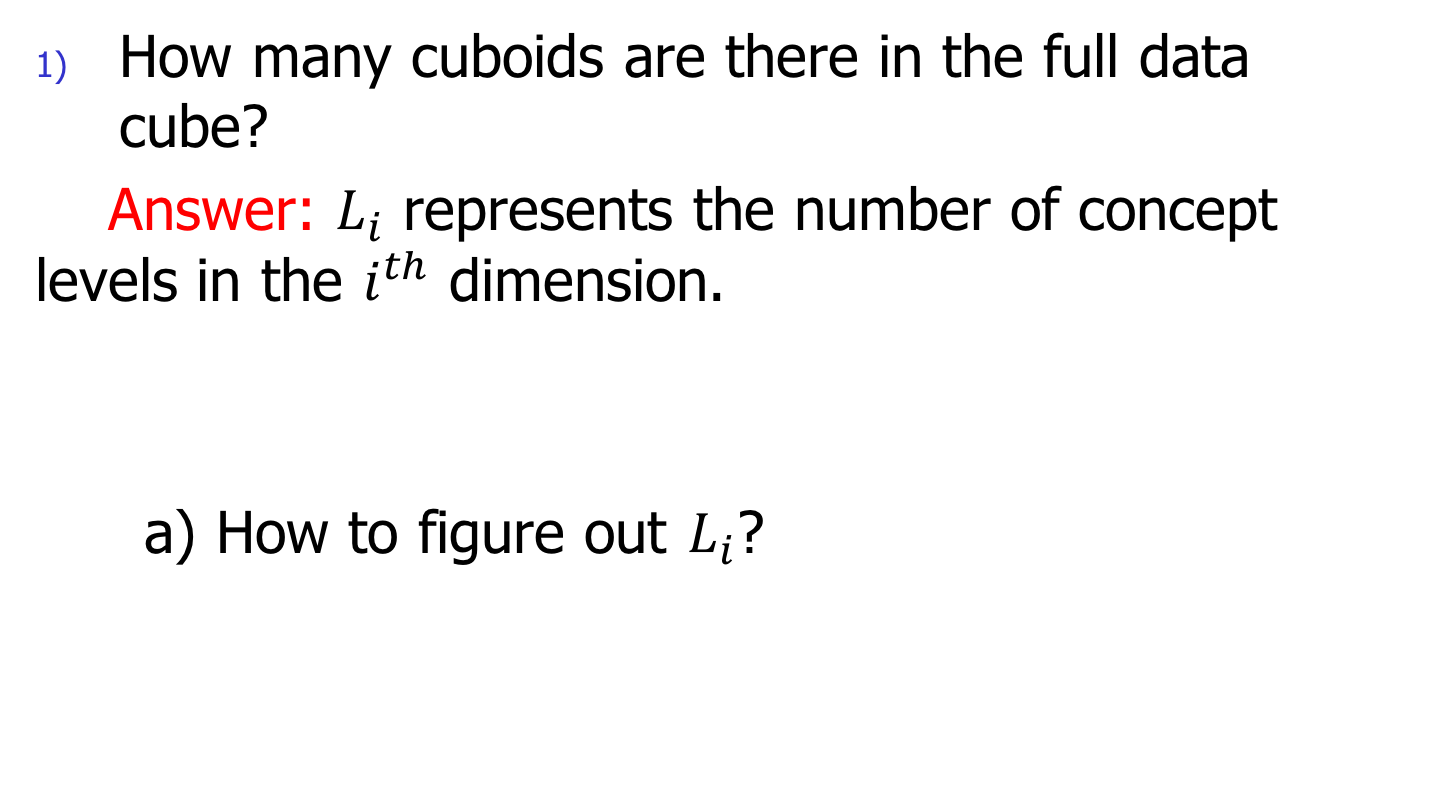 1) How many cuboids are there in the full data
cube?
Answer: $L_i$ represents the number of concept
levels in the $i^{th}$ dimension.
a) How to figure out $L_i$?